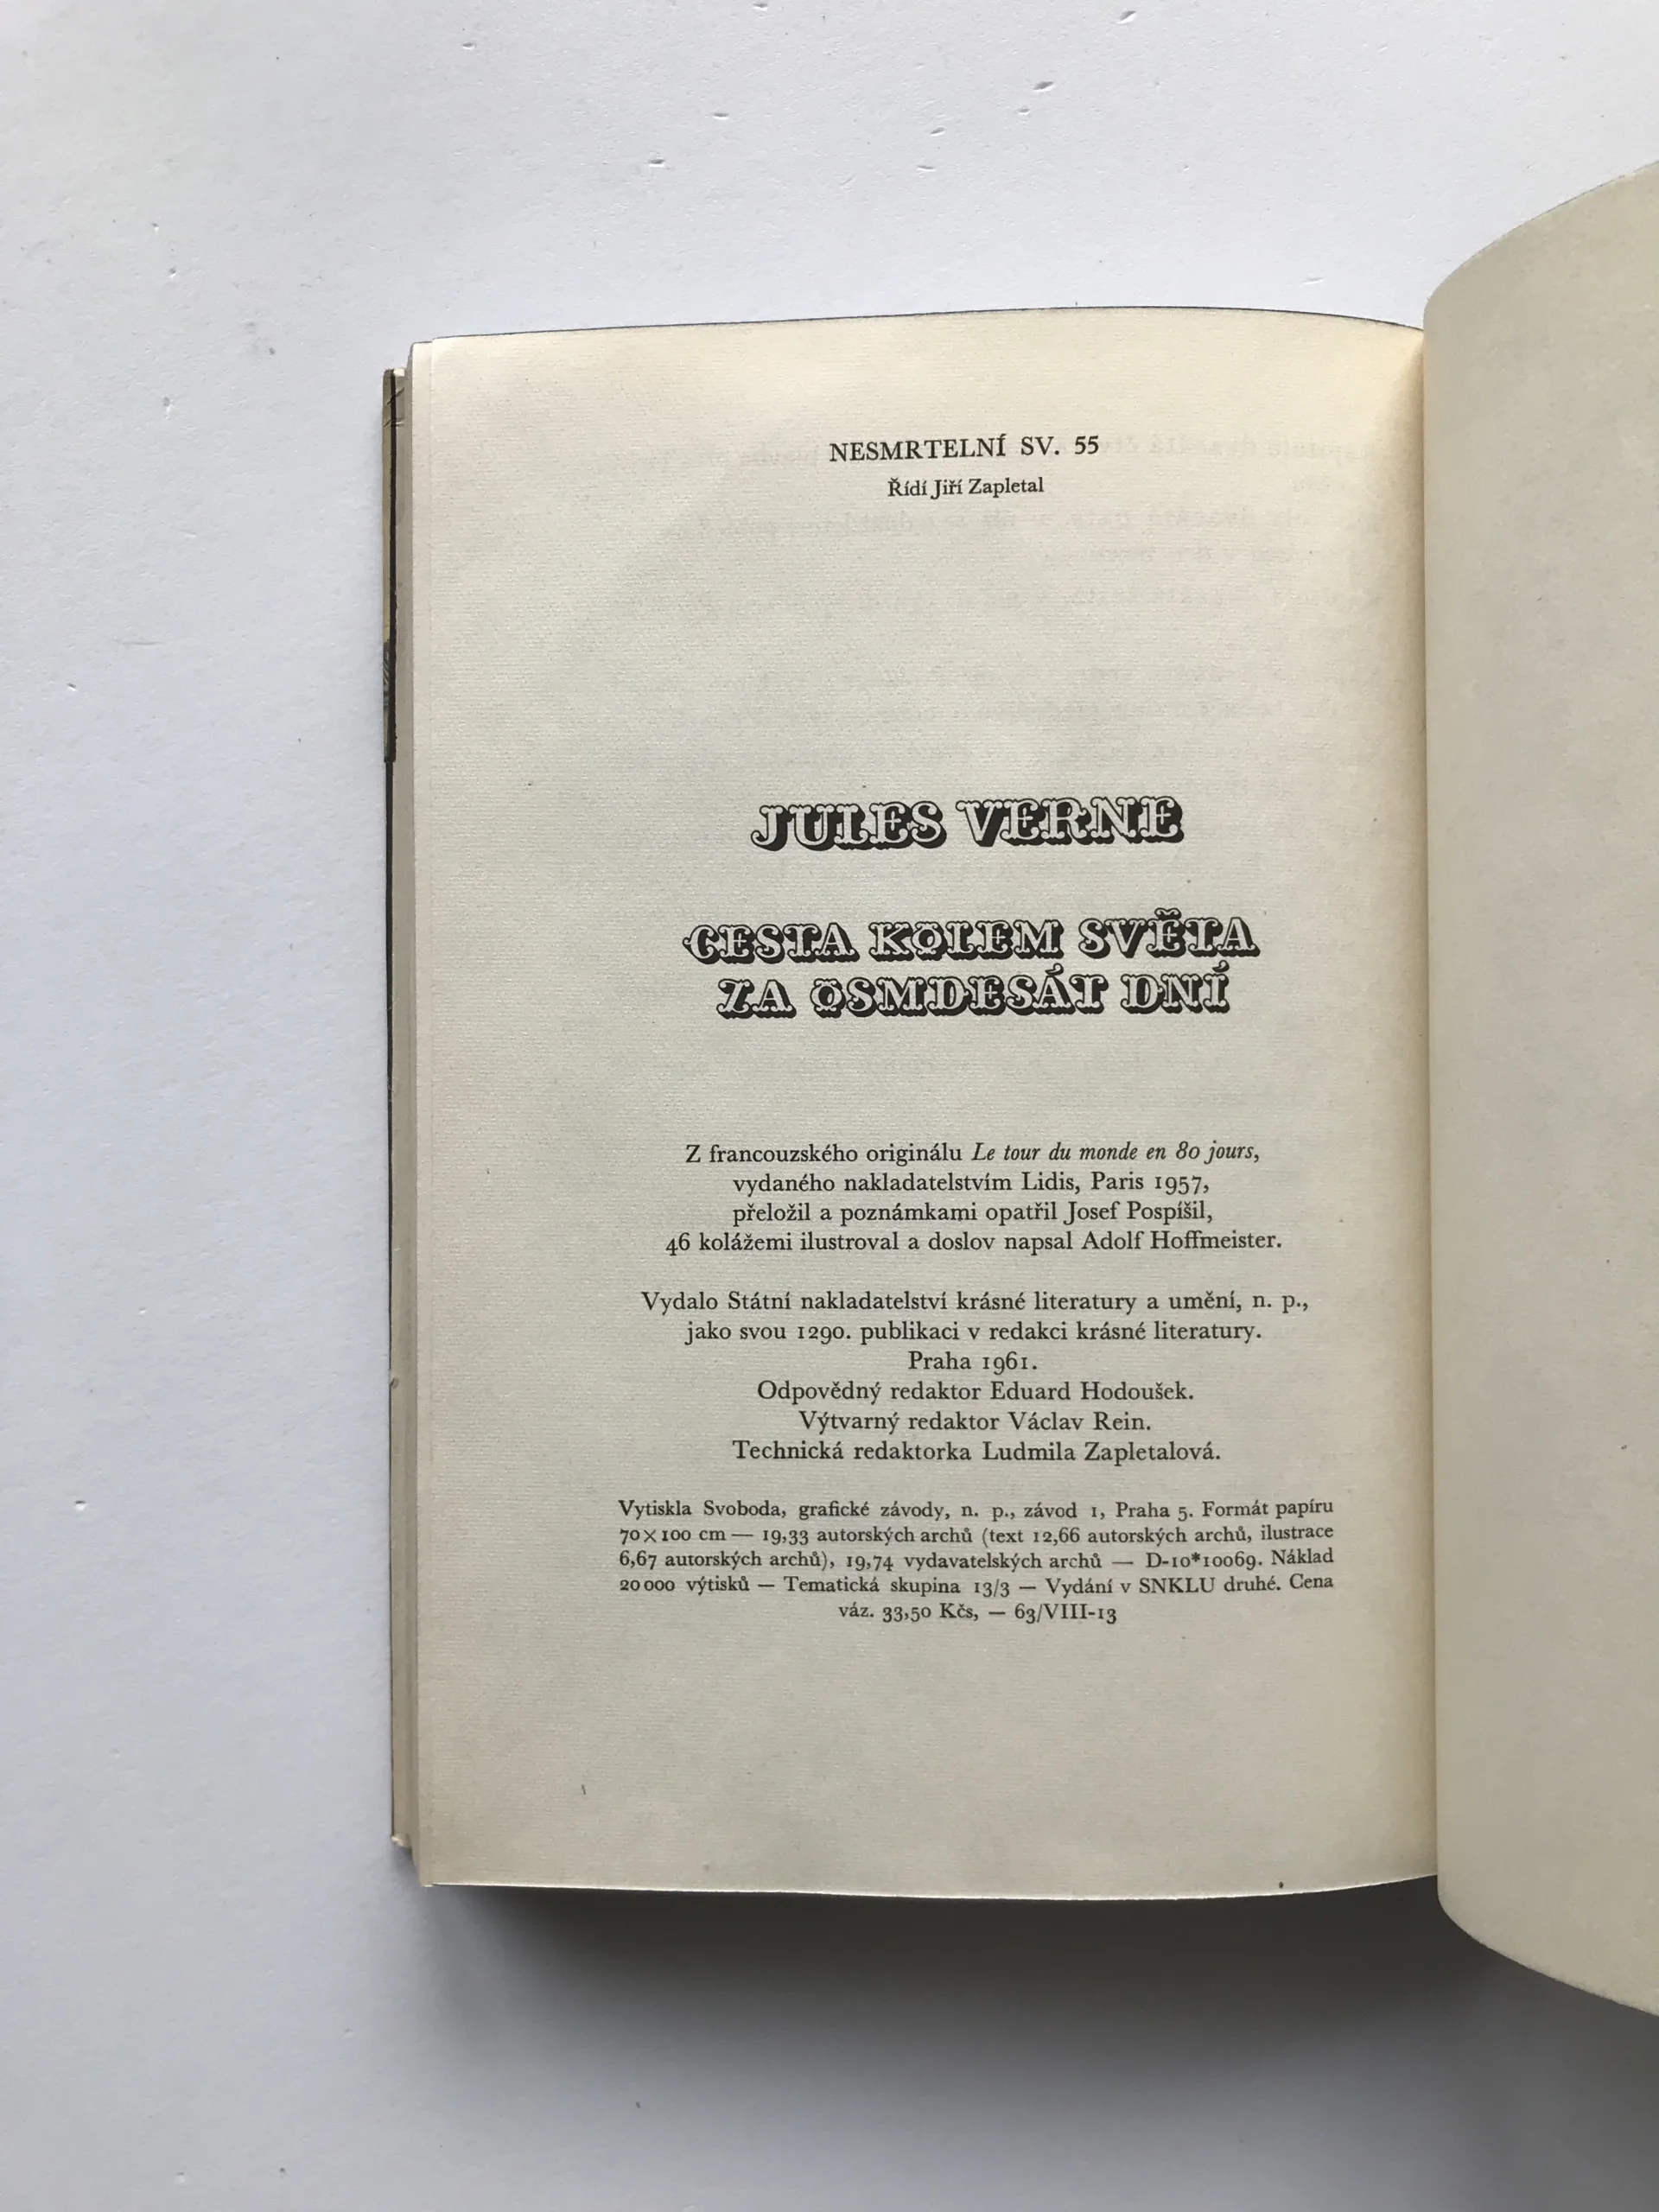 NESMRTELNÍ SV. 55
Řídí Jiří Zapletal
JULES VERNE
CESTA KOLEM SVĚTA
ZA OSMDESÁT DNÍ
Z francouzského originálu Le tour du monde en 80 jours,
vydaného nakladatelstvím Lidis, Paris 1957,
přeložil a poznámkami opatřil Josef Pospíšil,
46 kolážemi ilustroval a doslov napsal Adolf Hoffmeister.
Vydalo Státní nakladatelství krásné literatury a umění, n. p.,
jako svou 1290. publikaci v redakci krásné literatury.
Praha 1961.
Odpovědný redaktor Eduard Hodoušek.
Výtvarný redaktor Václav Rein.
Technická redaktorka Ludmila Zapletalová.
Vytiskla Svoboda, grafické závody, n. p., závod 1, Praha 5. Formát papíru
70×100 cm — 19,33 autorských archů (text 12,66 autorských archů, ilustrace
6,67 autorských archů), 19,74 vydavatelských archů — D-10*10069. Náklad
20 000 výtisků — Tematická skupina 13/3 — Vydání v SNKLU druhé. Cena
váz. 33,50 Kčs, — 63/VIII-13